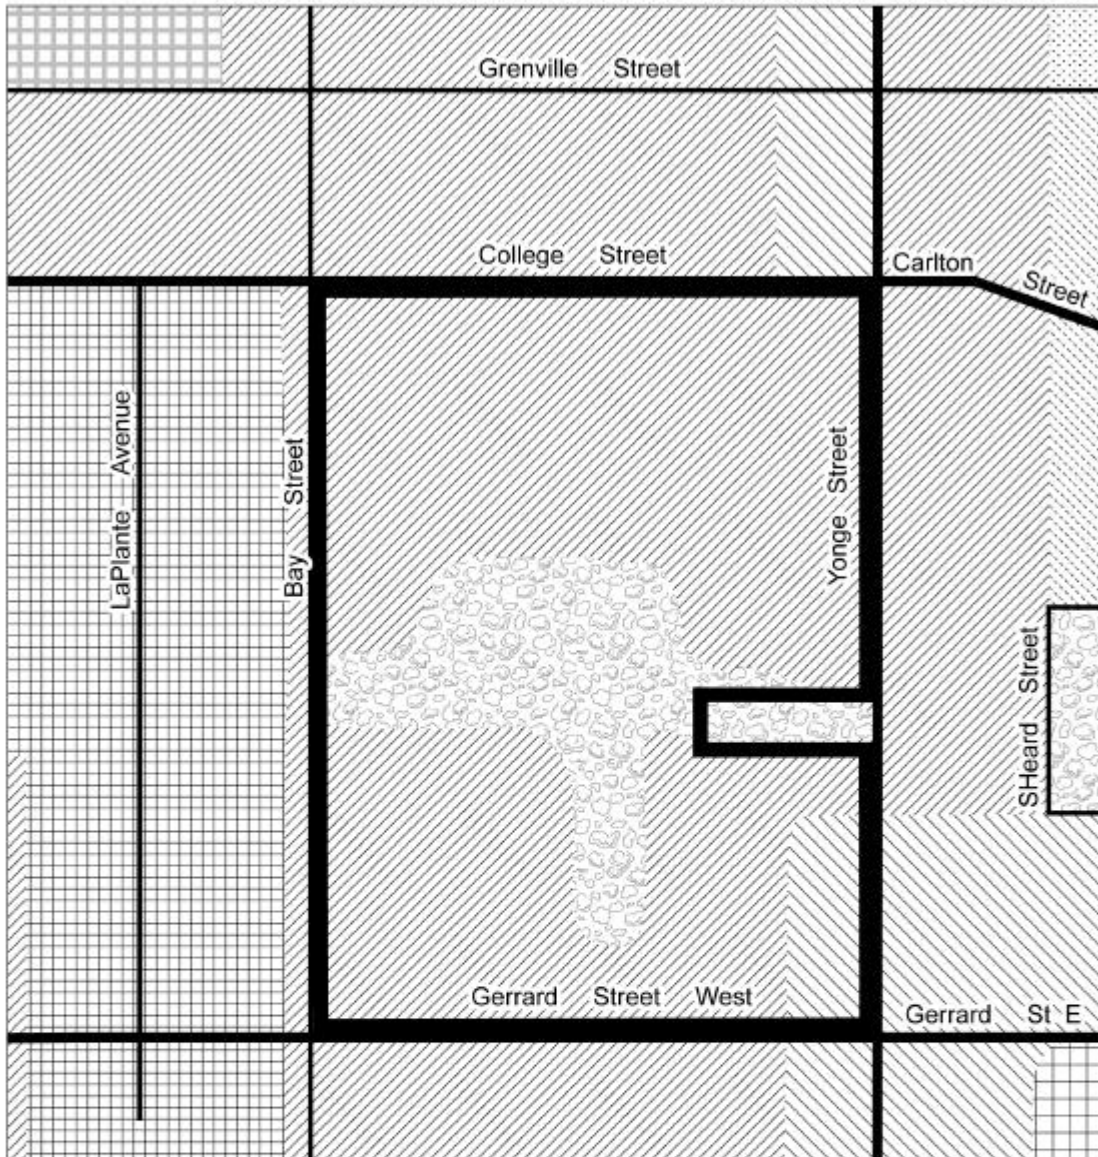 Grenville Street
College Street
Carlton
Street
LaPlante Avenue
Bay Street
Yonge Street
SHeard Street
Gerrard Street West
Gerrard St E